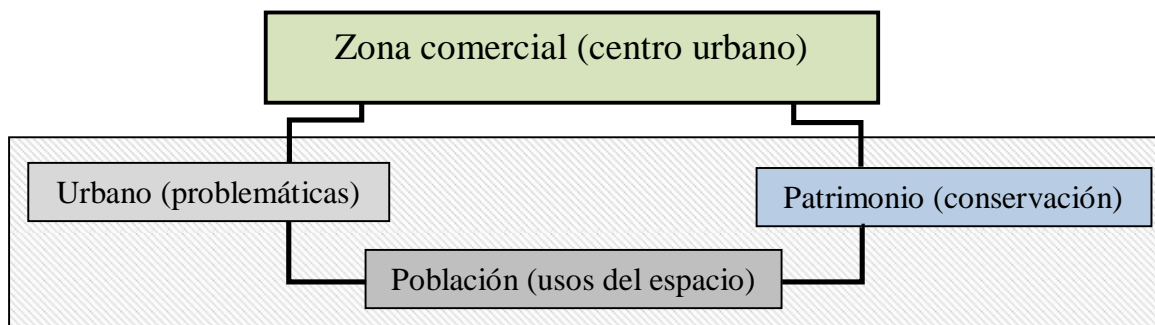 Zona comercial (centro urbano)
Urbano (problemáticas)
Patrimonio (conservación)
Población (usos del espacio)